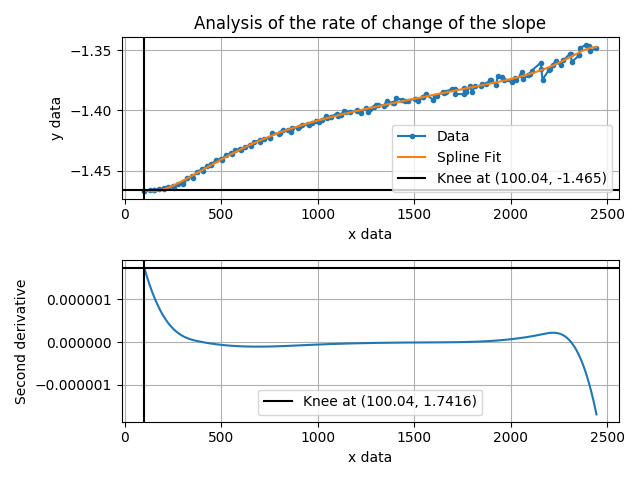 Analysis of the rate of change of the slope
y data
−1.35
−1.40
−1.45
Data
Spline Fit
Knee at (100.04, -1.465)
0 500 1000 1500 2000 2500
x data
Second derivative
0.000001
0.000000
−0.000001
Knee at (100.04, 1.7416)
0 500 1000 1500 2000 2500
x data